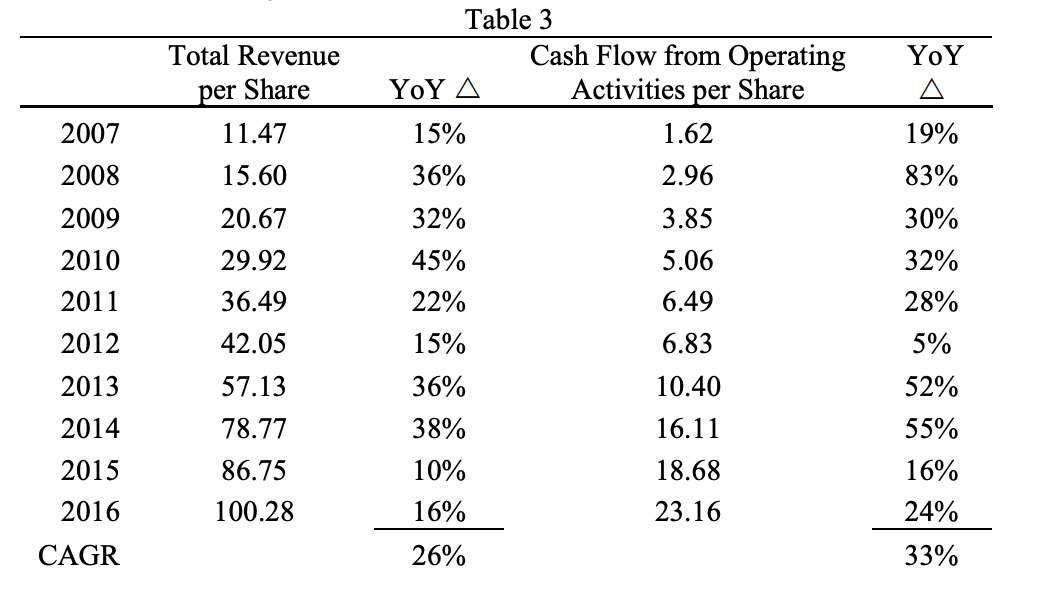 Table 3
Total Revenue per Share YoY △ Cash Flow from Operating Activities per Share YoY △
2007 11.47 15% 1.62 19%
2008 15.60 36% 2.96 83%
2009 20.67 32% 3.85 30%
2010 29.92 45% 5.06 32%
2011 36.49 22% 6.49 28%
2012 42.05 15% 6.83 5%
2013 57.13 36% 10.40 52%
2014 78.77 38% 16.11 55%
2015 86.75 10% 18.68 16%
2016 100.28 16% 23.16 24%
CAGR 26% 33%